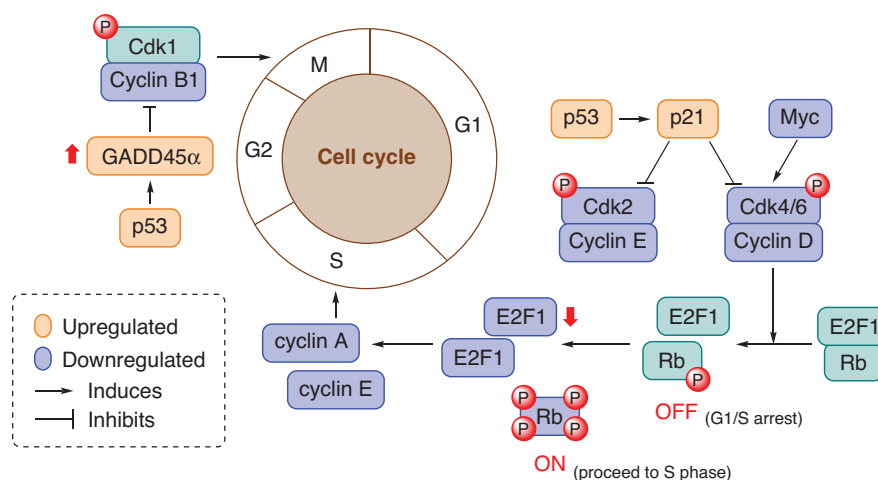 P
Cdk1
Cyclin B1
GADD45α
p53
M
G1
G2
S
Cell cycle
p53
p21
Myc
P
Cdk2
Cyclin E
P
Cdk4/6
Cyclin D
Upregulated
Downregulated
Induces
Inhibits
cyclin A
cyclin E
E2F1
E2F1
P
P
Rb
P
P
ON (proceed to S phase)
E2F1
Rb
P
OFF (G1/S arrest)
E2F1
Rb